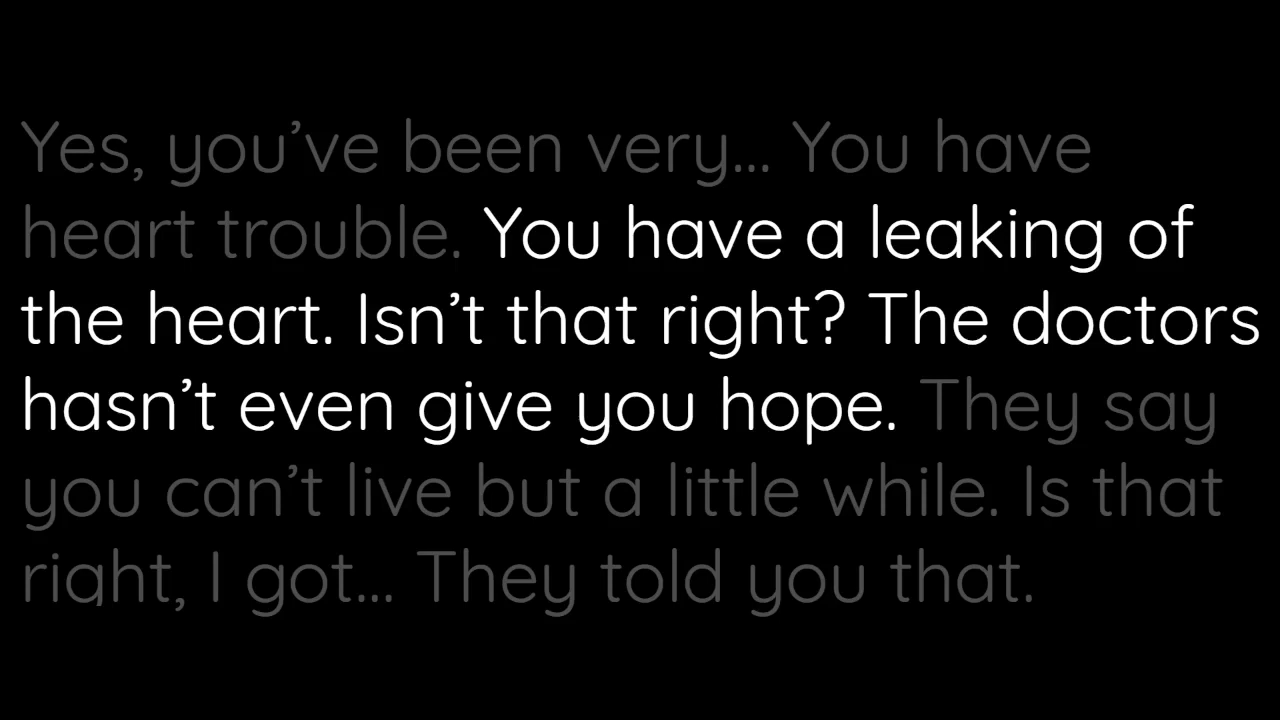 Yes, you’ve been very... You have
heart trouble. You have a leaking of
the heart. Isn’t that right? The doctors
hasn’t even give you hope. They say
you can’t live but a little while. Is that
right, I got... They told you that.